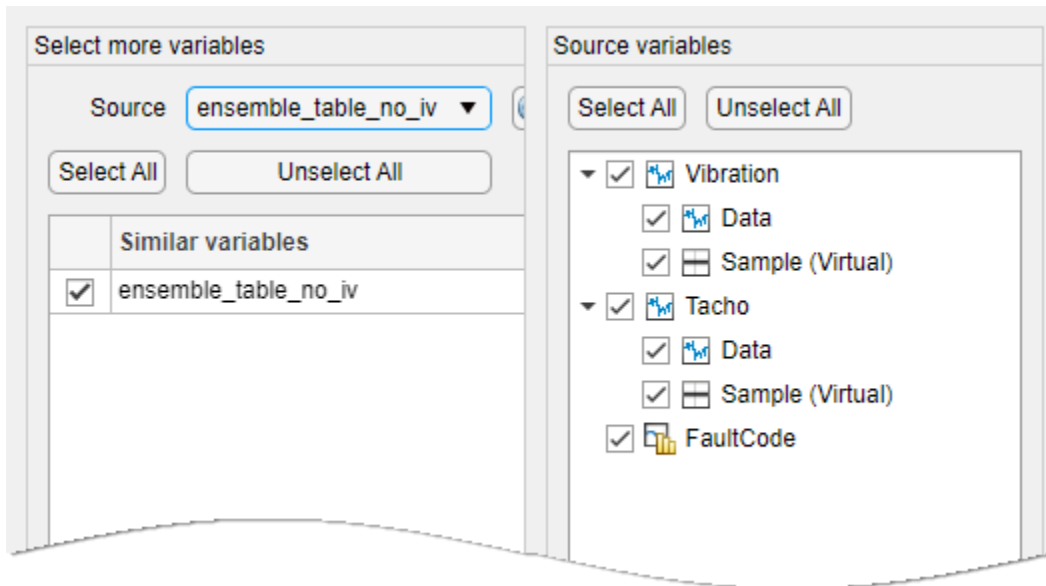 Select more variables
Source ensemble_table_no_iv
Select All Unselect All
Similar variables
ensemble_table_no_iv
Source variables
Select All Unselect All
Vibration
Data
Sample (Virtual)
Tacho
Data
Sample (Virtual)
FaultCode